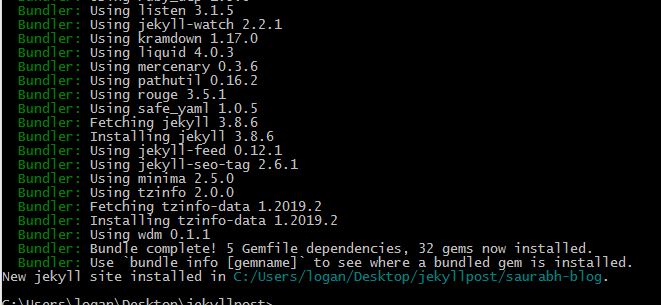 Bundler: Using listen 3.1.5
Bundler: Using jekyll-watch 2.2.1
Bundler: Using kramdown 1.17.0
Bundler: Using liquid 4.0.3
Bundler: Using mercenary 0.3.6
Bundler: Using pathutil 0.16.2
Bundler: Using rouge 3.5.1
Bundler: Using safe_yaml 1.0.5
Bundler: Fetching jekyll 3.8.6
Bundler: Installing jekyll 3.8.6
Bundler: Using jekyll-feed 0.12.1
Bundler: Using jekyll-seo-tag 2.6.1
Bundler: Using minima 2.5.0
Bundler: Using tzinfo 2.0.0
Bundler: Fetching tzinfo-data 1.2019.2
Bundler: Installing tzinfo-data 1.2019.2
Bundler: Using wdm 0.1.1
Bundler: Bundle complete! 5 Gemfile dependencies, 32 gems now installed.
Bundler: Use `bundle info [gemname]` to see where a bundled gem is installed.
New jekyll site installed in C:/Users/logan/Desktop/jekyllpost/saurabh-blog.
C:\Users\logan\Desktop\jekyllpost>